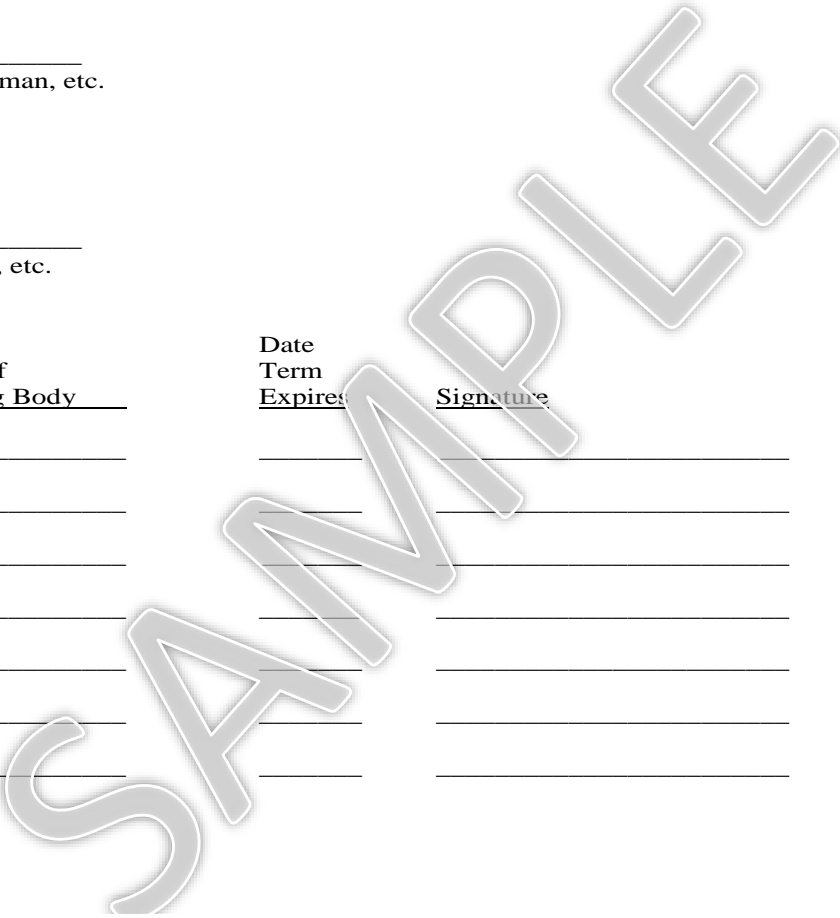 man, etc.
, etc.
Date
f Term
g Body Expires Signature
SAMPLE